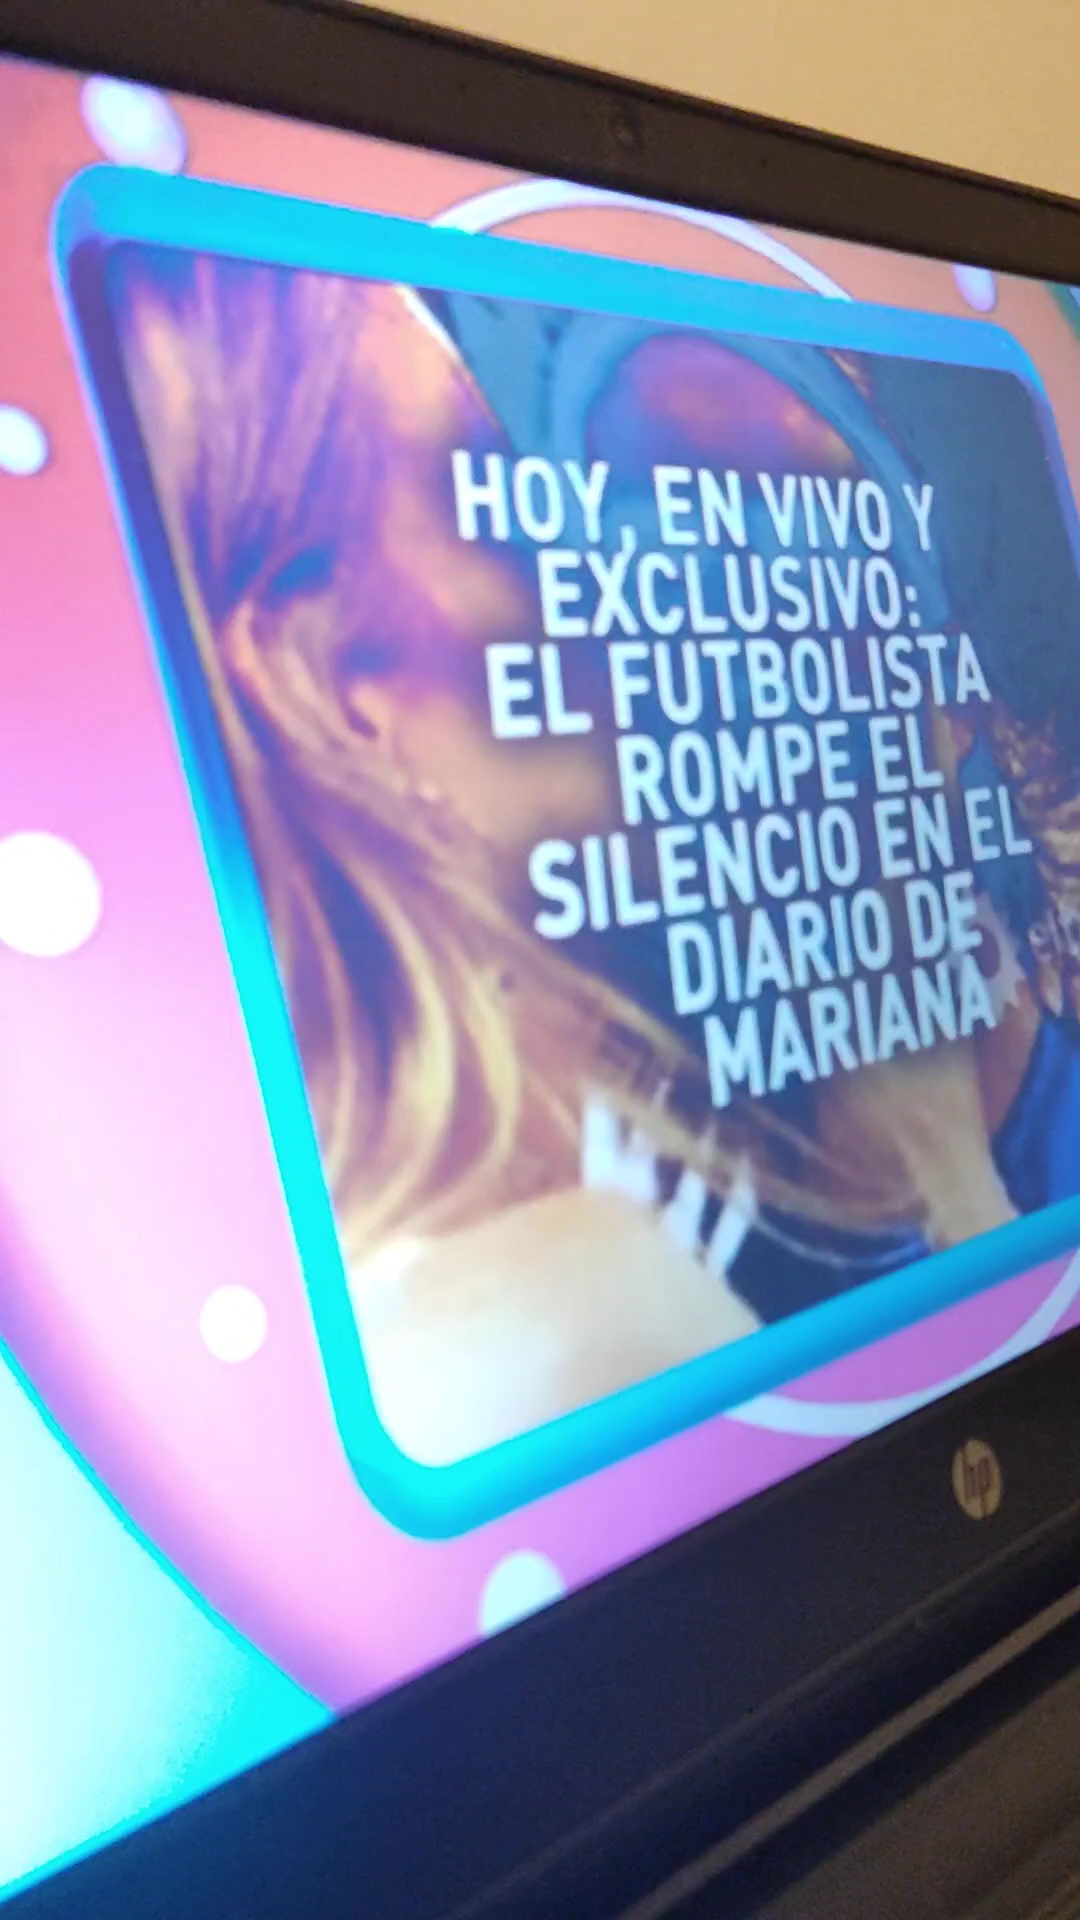 HOY, EN VIVO Y
EXCLUSIVO:
EL FUTBOLISTA
ROMPE EL
SILENCIO EN EL
DIARIO DE
MARIANA
hp